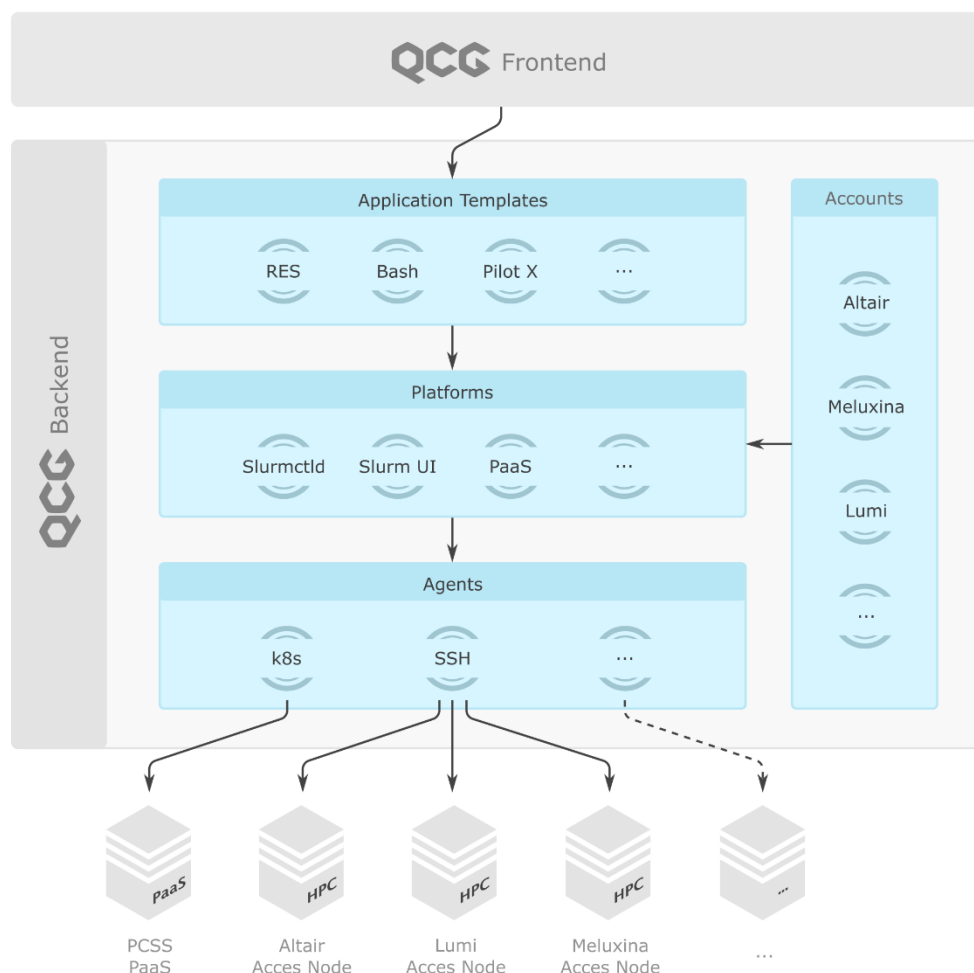 QCG Frontend
QCG Backend
Application Templates
RES
Bash
Pilot X
...
Platforms
Slurmctld
Slurm UI
PaaS
...
Agents
k8s
SSH
...
Accounts
Altair
Meluxina
Lumi
...
PaaS
HPC
HPC
HPC
...
PCSS
PaaS
Altair
Acces Node
Lumi
Acces Node
Meluxina
Acces Node
...